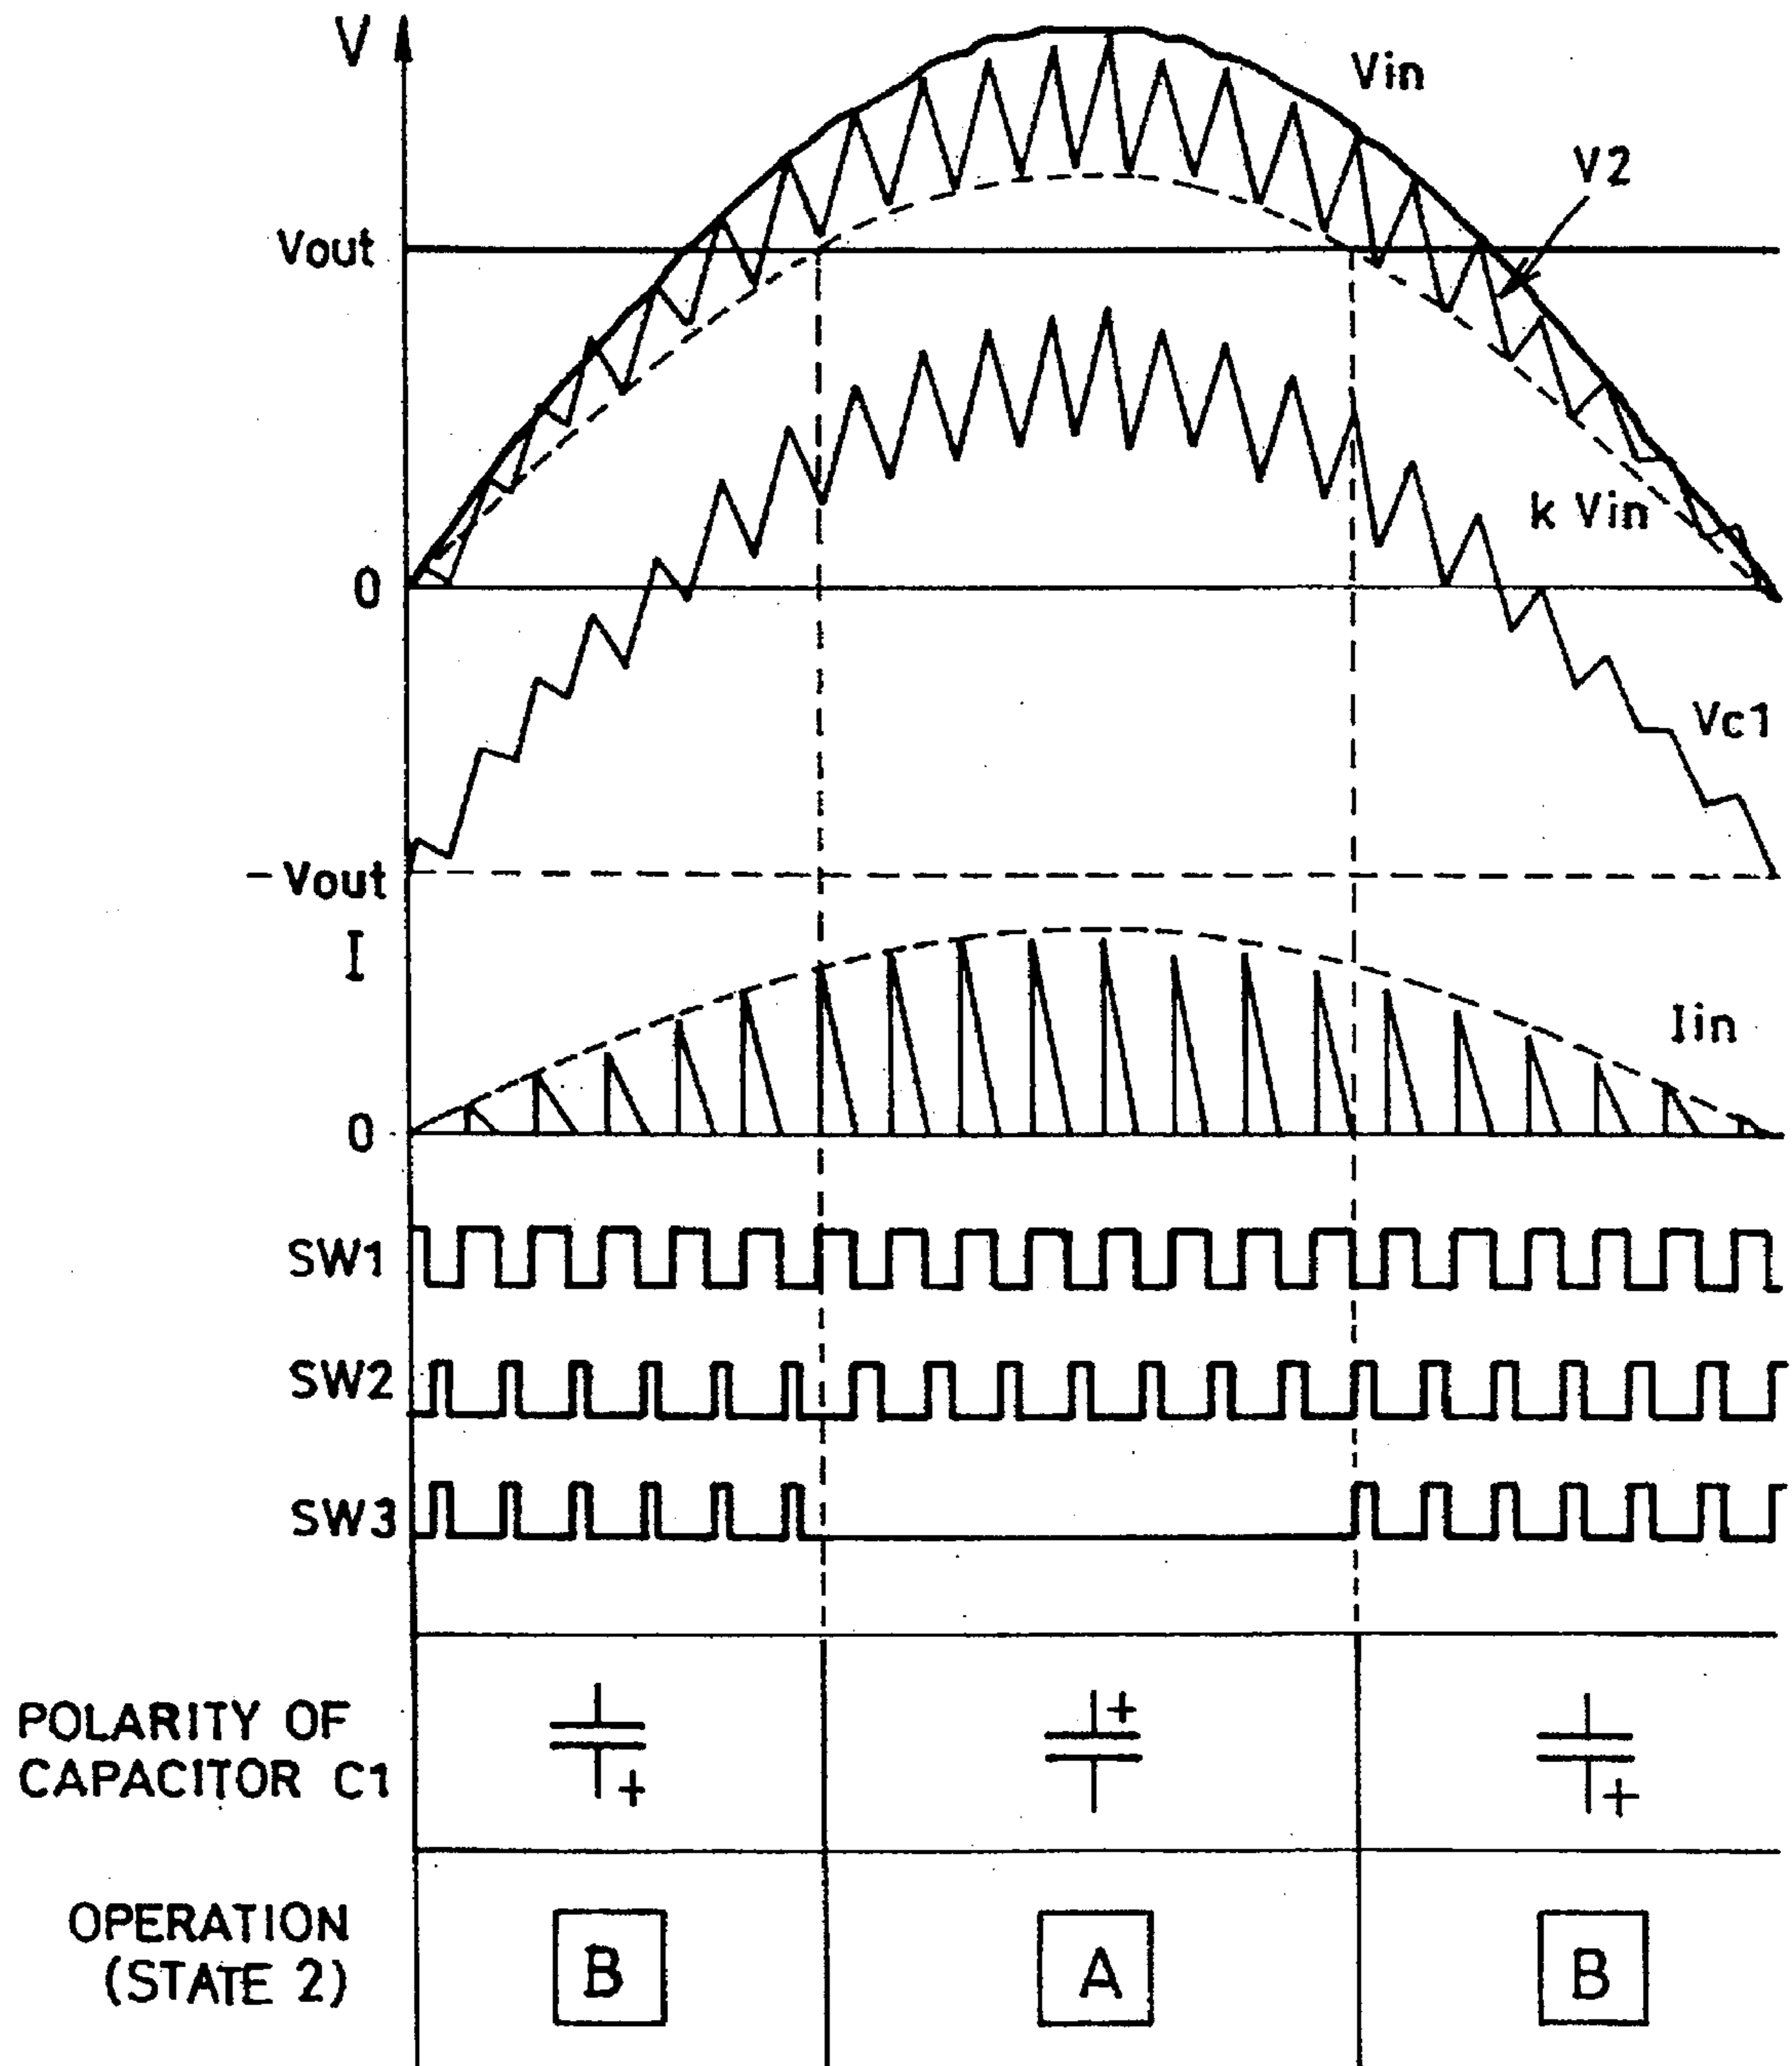 V
Vin
V2
Vout
k Vin
0
Vc1
-Vout
I
Iin
0
SW1
SW2
SW3
POLARITY OF
CAPACITOR C1
+
+
+
OPERATION
(STATE 2)
B
A
B